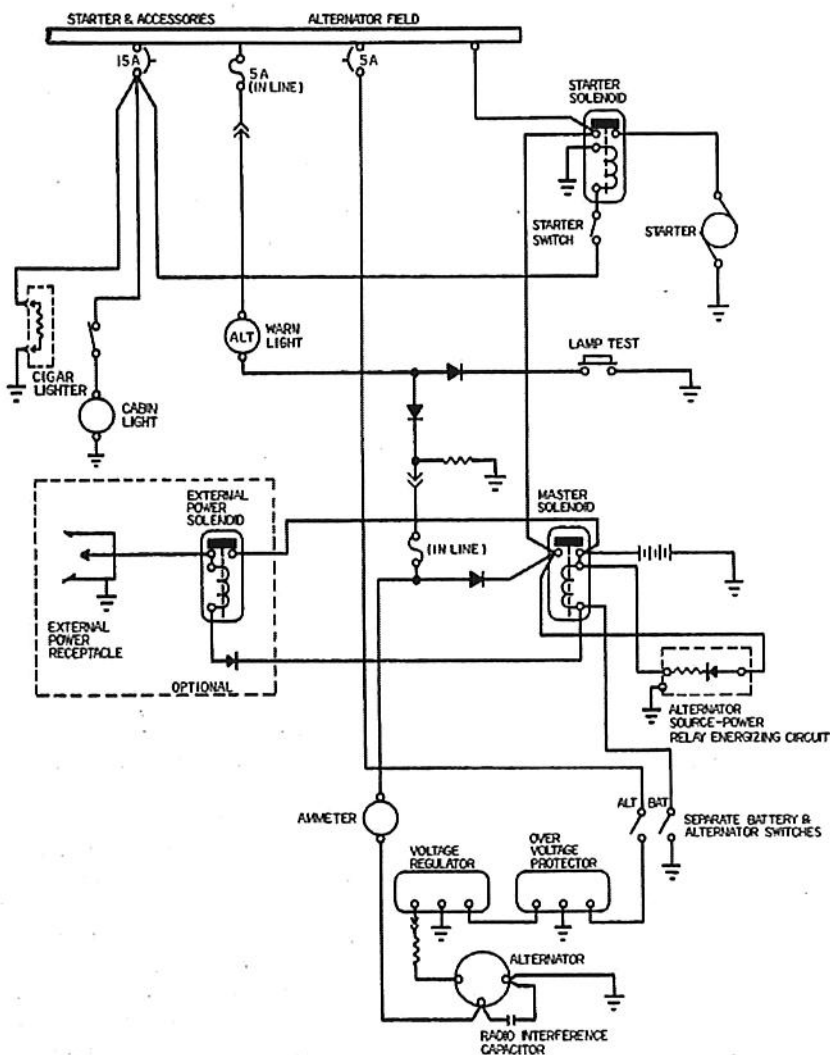 STARTER & ACCESSORIES
ALTERNATOR FIELD
15A
5A
(IN LINE)
5A
STARTER
SOLENOID
STARTER
SWITCH
STARTER
ALT
WARN
LIGHT
LAMP TEST
CIGAR
LIGHTER
CABIN
LIGHT
EXTERNAL
POWER
SOLENOID
MASTER
SOLENOID
(IN LINE)
EXTERNAL
POWER
RECEPTACLE
OPTIONAL
ALTERNATOR
SOURCE-POWER
RELAY ENERGIZING CIRCUIT
AMMETER
ALT
BAT
SEPARATE BATTERY &
ALTERNATOR SWITCHES
VOLTAGE
REGULATOR
OVER
VOLTAGE
PROTECTOR
ALTERNATOR
RADIO INTERFERENCE
CAPACITOR